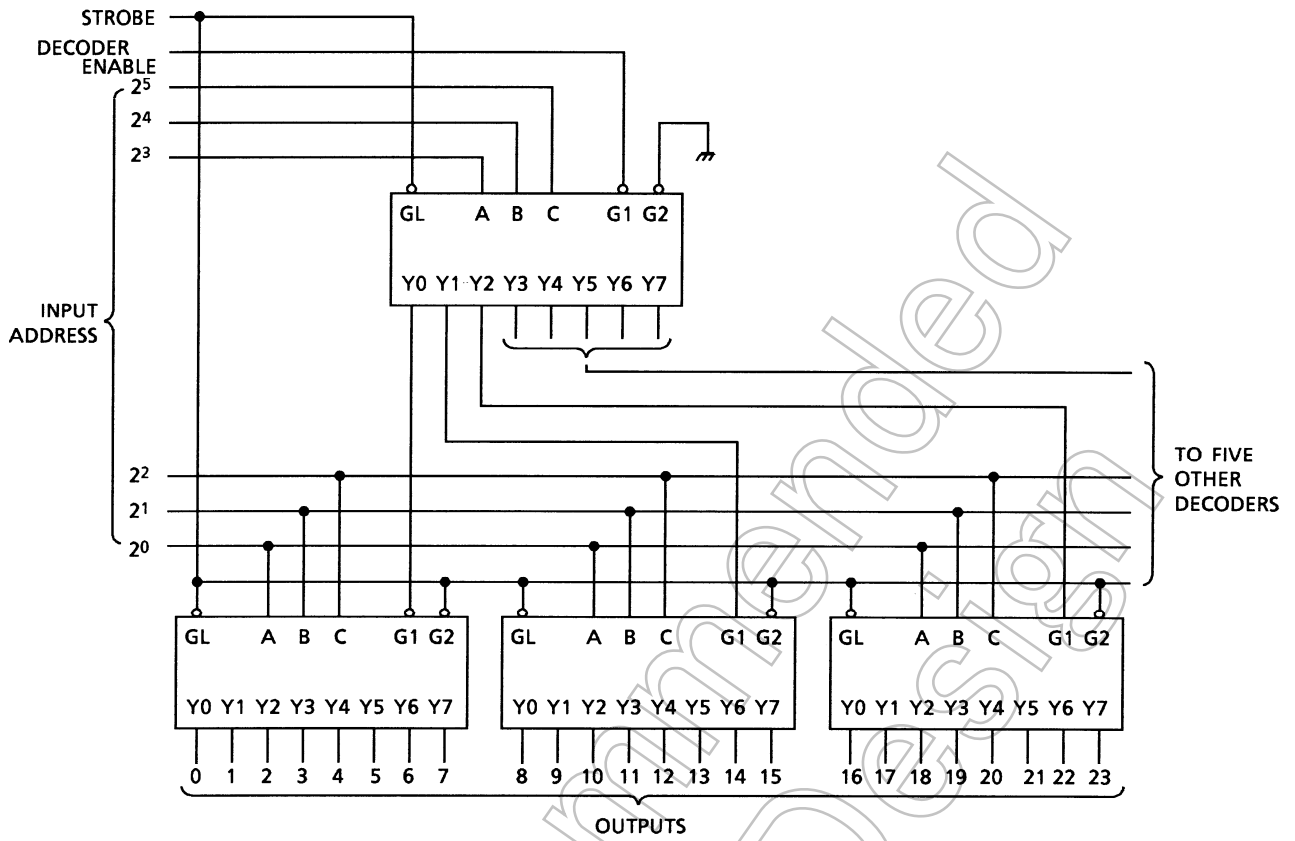 STROBE
DECODER
ENABLE
2⁵
2⁴
2³
GL A B C G1 G2
Y0 Y1 Y2 Y3 Y4 Y5 Y6 Y7
INPUT
ADDRESS
TO FIVE
OTHER
DECODERS
2²
2¹
2⁰
GL A B C G1 G2
GL A B C G1 G2
GL A B C G1 G2
Y0 Y1 Y2 Y3 Y4 Y5 Y6 Y7
Y0 Y1 Y2 Y3 Y4 Y5 Y6 Y7
Y0 Y1 Y2 Y3 Y4 Y5 Y6 Y7
0 1 2 3 4 5 6 7
8 9 10 11 12 13 14 15
16 17 18 19 20 21 22 23
OUTPUTS
mmended
Design